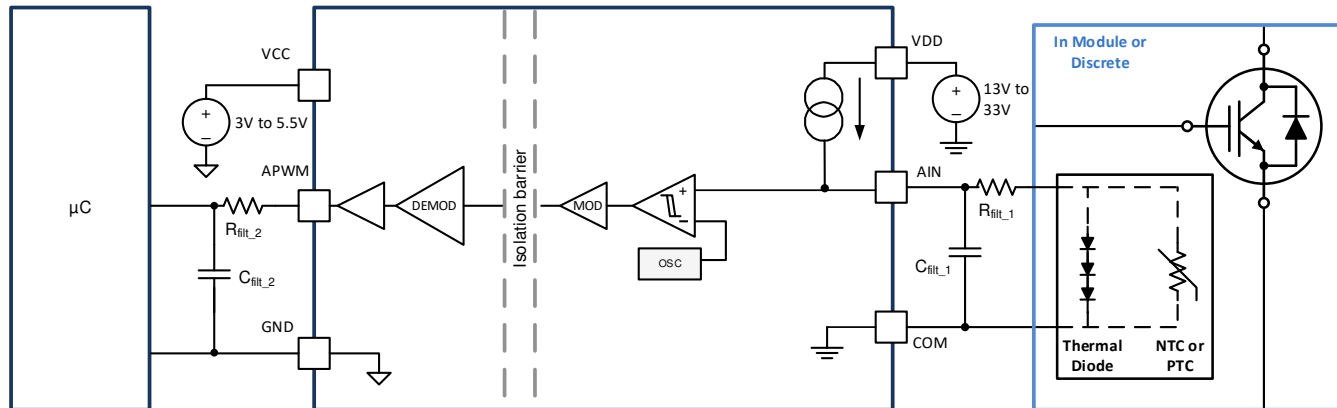 VCC
3V to 5.5V
APWM
µC
R_filt_2
C_filt_2
GND
DEMOD
Isolation barrier
MOD
+
−
OSC
VDD
+
−
13V to
33V
AIN
R_filt_1
C_filt_1
COM
In Module or
Discrete
Thermal
Diode
NTC or
PTC
+
−